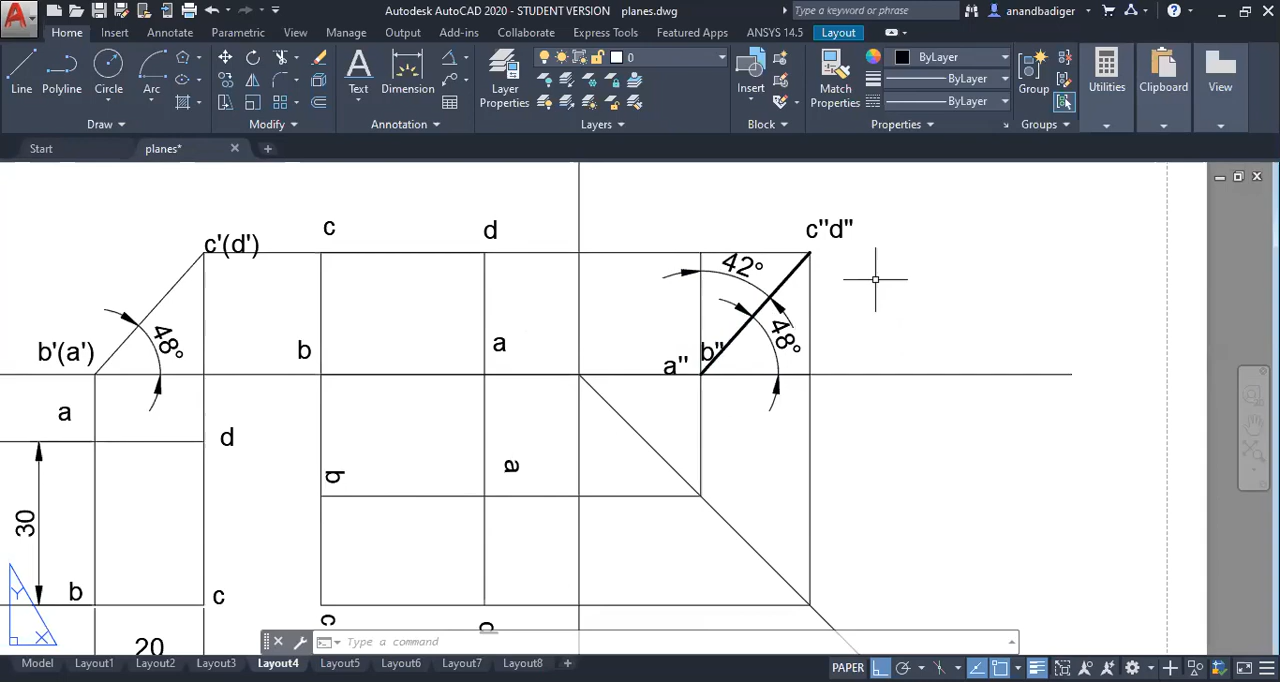 Autodesk AutoCAD 2020 - STUDENT VERSION planes.dwg
Type a keyword or phrase
anandbadiger
Home Insert Annotate Parametric View Manage Output Add-ins Collaborate Express Tools Featured Apps ANSYS 14.5 Layout
Line Polyline Circle Arc
Text Dimension
Layer Properties
0
Insert
Match Properties
ByLayer
ByLayer
ByLayer
Group
Utilities
Clipboard
View
Draw Modify Annotation Layers Block Properties Groups
Start planes*
c
d
c''d"
c'(d')
42°
48°
48°
b'(a')
b
a
a''
b"
a
d
b
a
30
b
c
c
d
20
Y
X
Type a command
Model Layout1 Layout2 Layout3 Layout4 Layout5 Layout6 Layout7 Layout8
PAPER